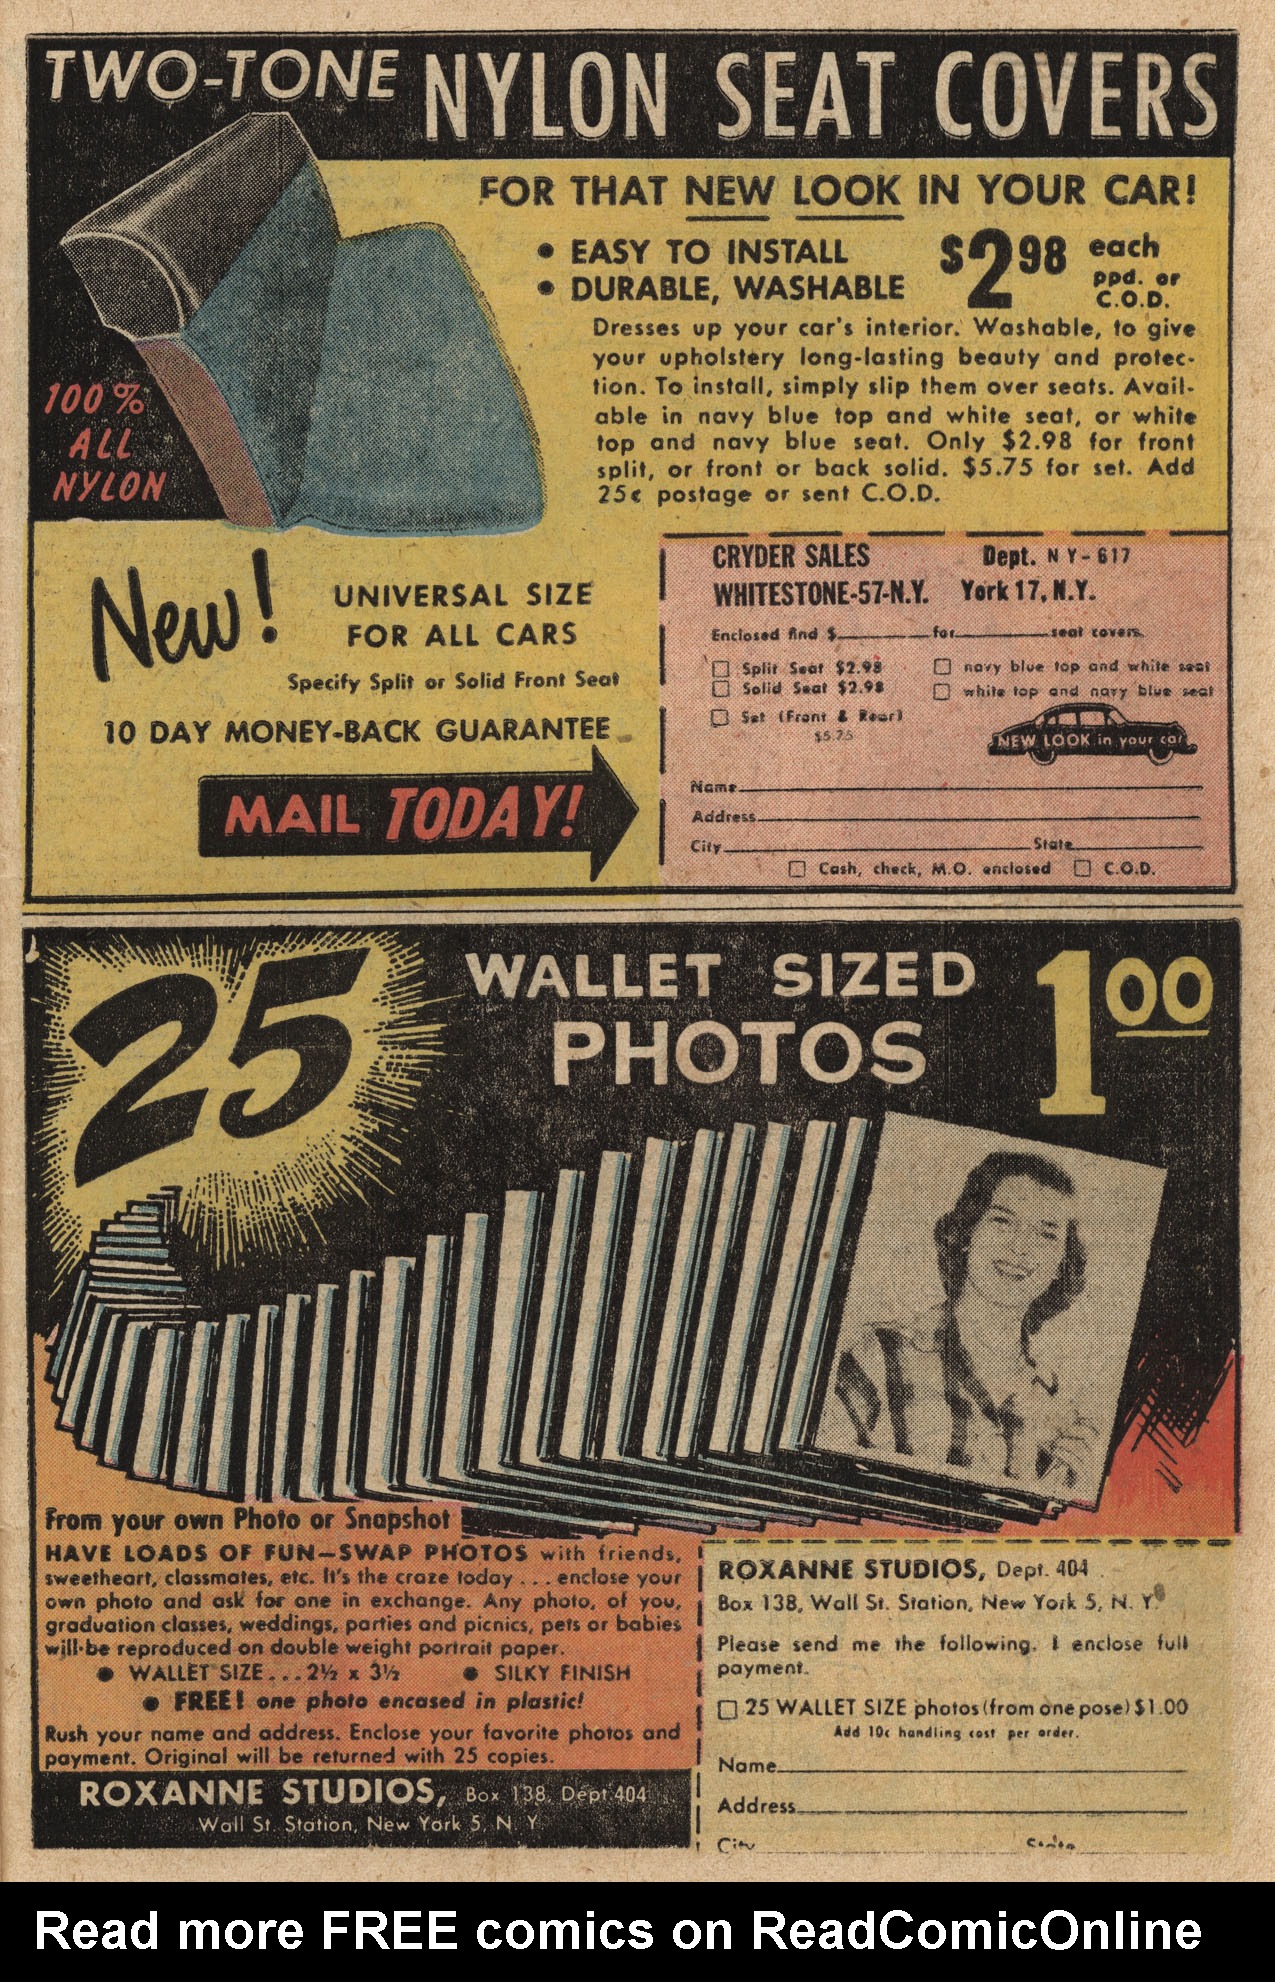 TWO-TONE NYLON SEAT COVERS
FOR THAT NEW LOOK IN YOUR CAR!
• EASY TO INSTALL
• DURABLE, WASHABLE
$2.98 each
ppd. or
C.O.D.
Dresses up your car's interior. Washable, to give
your upholstery long-lasting beauty and protec-
tion. To install, simply slip them over seats. Avail-
able in navy blue top and white seat, or white
top and navy blue seat. Only $2.98 for front
split, or front or back solid. $5.75 for set. Add
25¢ postage or sent C.O.D.
100%
ALL
NYLON
New!
UNIVERSAL SIZE
FOR ALL CARS
Specify Split or Solid Front Seat
10 DAY MONEY-BACK GUARANTEE
MAIL TODAY!
CRYDER SALES Dept. NY-617
WHITESTONE-57-N.Y. York 17, N.Y.
Enclosed find $ for seat covers.
Split Seat $2.98
Solid Seat $2.98
Set (Front & Rear)
$5.75
navy blue top and white seat
white top and navy blue seat
NEW LOOK in your car
Name
Address
City State
Cash, check, M.O. enclosed C.O.D.
25 WALLET SIZED
PHOTOS
1 00
From your own Photo or Snapshot
HAVE LOADS OF FUN—SWAP PHOTOS with friends,
sweetheart, classmates, etc. It's the craze today . . . enclose your
own photo and ask for one in exchange. Any photo, of you,
graduation classes, weddings, parties and picnics, pets or babies
will be reproduced on double weight portrait paper.
• WALLET SIZE . . . 2½ x 3½ • SILKY FINISH
• FREE! one photo encased in plastic!
Rush your name and address. Enclose your favorite photos and
payment. Original will be returned with 25 copies.
ROXANNE STUDIOS, Box 138, Dept. 404
Wall St. Station, New York 5, N. Y
ROXANNE STUDIOS, Dept. 404
Box 138, Wall St. Station, New York 5, N. Y.
Please send me the following. I enclose full
payment.
25 WALLET SIZE photos (from one pose) $1.00
Add 10c handling cost per order.
Name
Address
City State
Read more FREE comics on ReadComicOnline